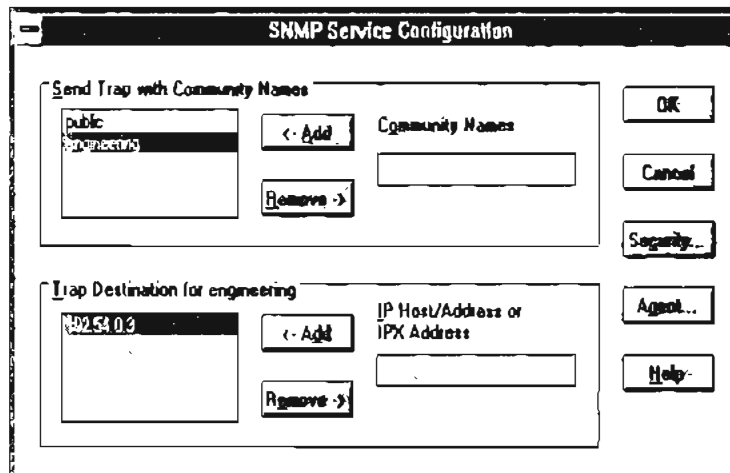 SNMP Service Configuration
Send Trap with Community Names
public
engineering
<- Add
Remove ->
Community Names
OK
Cancel
Security...
Agent...
Help
Trap Destination for engineering
<- Add
Remove ->
IP Host/Address or
IPX Address